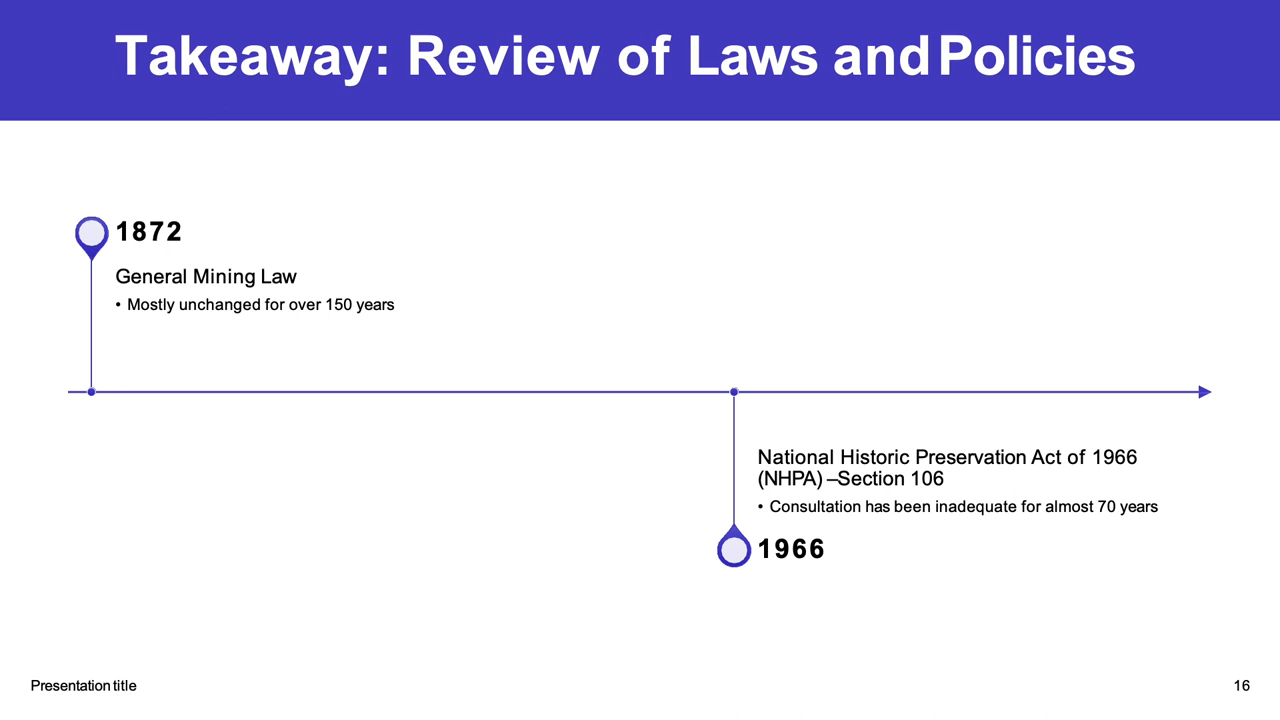 Takeaway: Review of Laws and Policies
1872
General Mining Law
• Mostly unchanged for over 150 years
National Historic Preservation Act of 1966
(NHPA) –Section 106
• Consultation has been inadequate for almost 70 years
1966
Presentation title
16